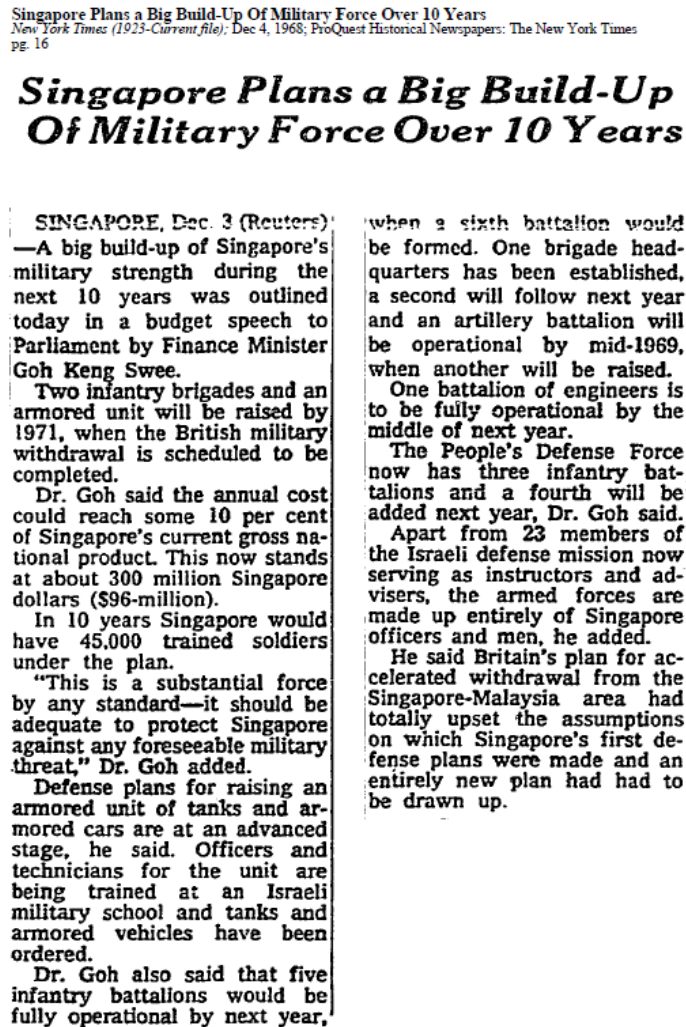 Singapore Plans a Big Build-Up Of Military Force Over 10 Years
New York Times (1923-Current file); Dec 4, 1968; ProQuest Historical Newspapers: The New York Times
pg. 16
Singapore Plans a Big Build-Up
Of Military Force Over 10 Years
SINGAPORE, Dec. 3 (Reuters)
—A big build-up of Singapore's
military strength during the
next 10 years was outlined
today in a budget speech to
Parliament by Finance Minister
Goh Keng Swee.
Two infantry brigades and an
armored unit will be raised by
1971, when the British military
withdrawal is scheduled to be
completed.
Dr. Goh said the annual cost
could reach some 10 per cent
of Singapore's current gross na-
tional product. This now stands
at about 300 million Singapore
dollars ($96-million).
In 10 years Singapore would
have 45,000 trained soldiers
under the plan.
"This is a substantial force
by any standard—it should be
adequate to protect Singapore
against any foreseeable military
threat," Dr. Goh added.
Defense plans for raising an
armored unit of tanks and ar-
mored cars are at an advanced
stage, he said. Officers and
technicians for the unit are
being trained at an Israeli
military school and tanks and
armored vehicles have been
ordered.
Dr. Goh also said that five
infantry battalions would be
fully operational by next year,
when a sixth battalion would
be formed. One brigade head-
quarters has been established,
a second will follow next year
and an artillery battalion will
be operational by mid-1969,
when another will be raised.
One battalion of engineers is
to be fully operational by the
middle of next year.
The People's Defense Force
now has three infantry bat-
talions and a fourth will be
added next year, Dr. Goh said.
Apart from 23 members of
the Israeli defense mission now
serving as instructors and ad-
visers, the armed forces are
made up entirely of Singapore
officers and men, he added.
He said Britain's plan for ac-
celerated withdrawal from the
Singapore-Malaysia area had
totally upset the assumptions
on which Singapore's first de-
fense plans were made and an
entirely new plan had had to
be drawn up.